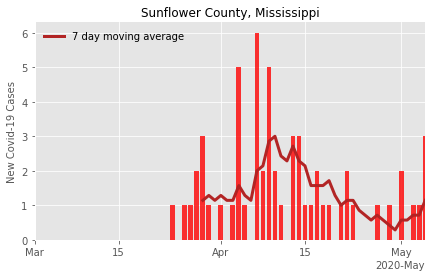 Sunflower County, Mississippi
7 day moving average
New Covid-19 Cases
6
5
4
3
2
1
0
Mar 15 Apr 15 May
2020-May